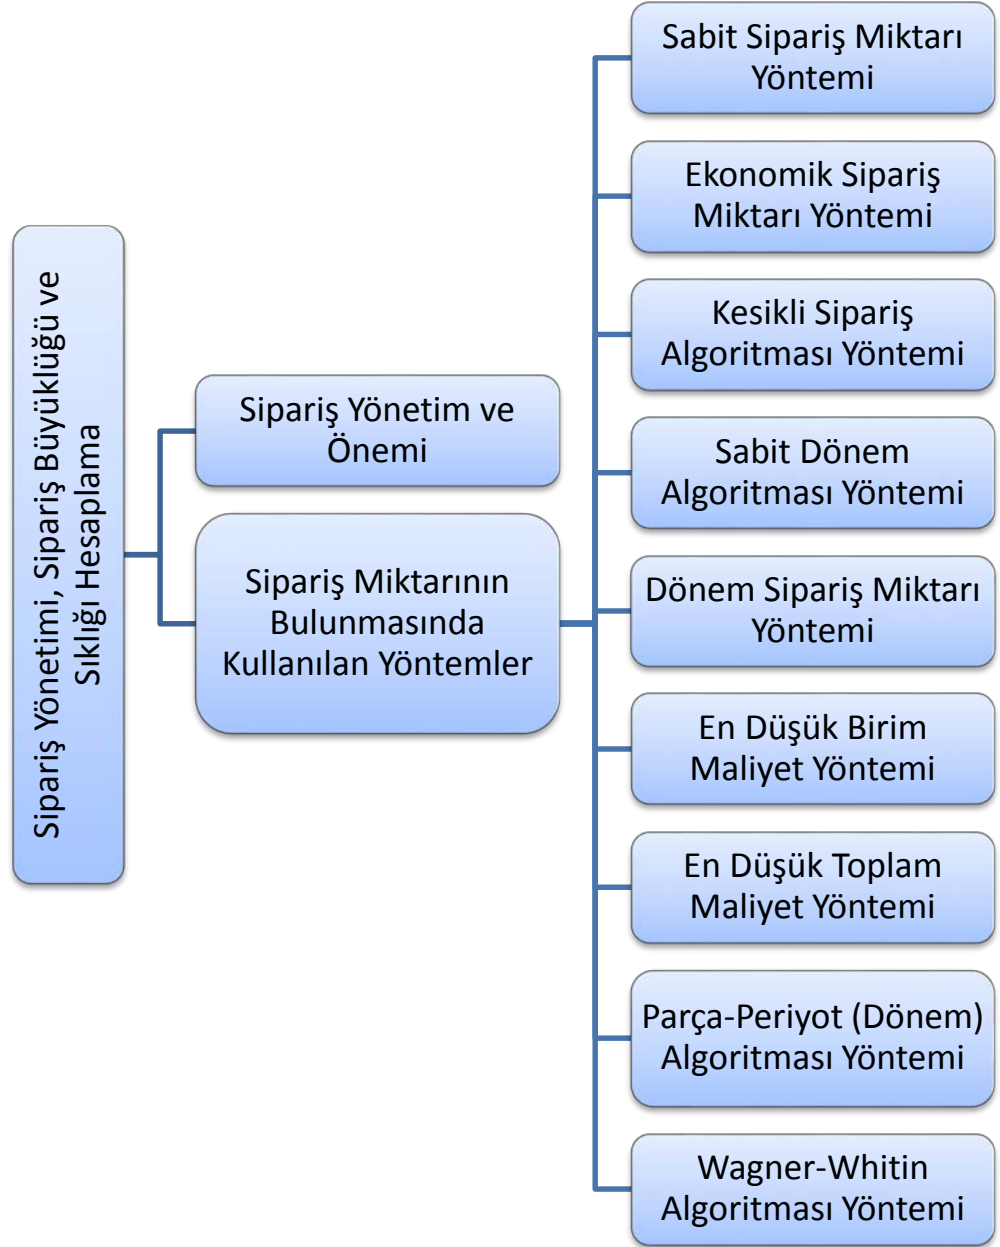 Sipariş Yönetimi, Sipariş Büyüklüğü ve
Sıklığı Hesaplama
Sipariş Yönetim ve
Önemi
Sipariş Miktarının
Bulunmasında
Kullanılan Yöntemler
Sabit Sipariş Miktarı
Yöntemi
Ekonomik Sipariş
Miktarı Yöntemi
Kesikli Sipariş
Algoritması Yöntemi
Sabit Dönem
Algoritması Yöntemi
Dönem Sipariş Miktarı
Yöntemi
En Düşük Birim
Maliyet Yöntemi
En Düşük Toplam
Maliyet Yöntemi
Parça-Periyot (Dönem)
Algoritması Yöntemi
Wagner-Whitin
Algoritması Yöntemi